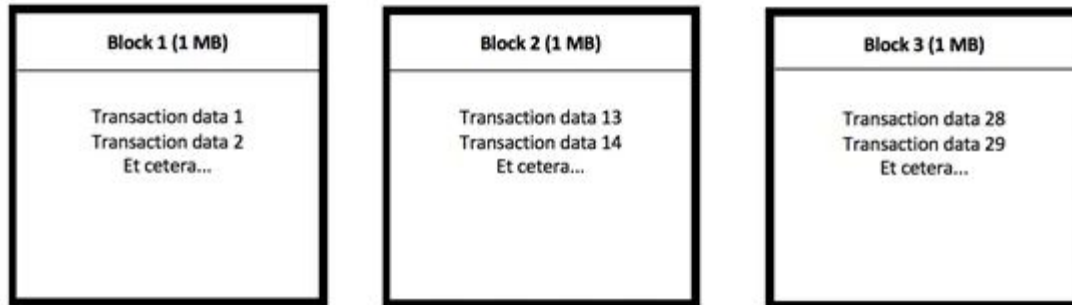 Block 1 (1 MB)
Transaction data 1
Transaction data 2
Et cetera...
Block 2 (1 MB)
Transaction data 13
Transaction data 14
Et cetera...
Block 3 (1 MB)
Transaction data 28
Transaction data 29
Et cetera...